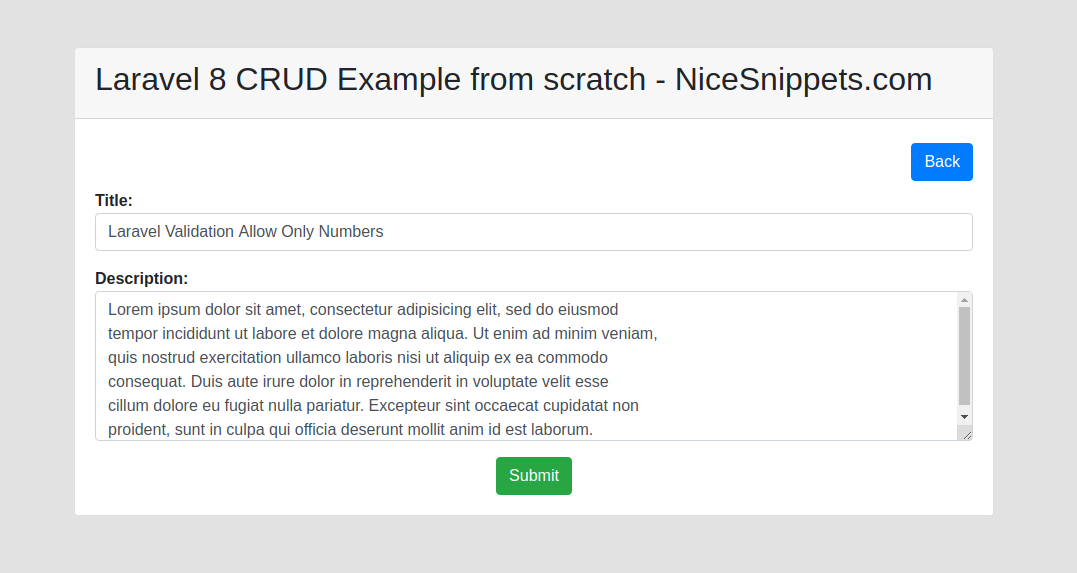 Laravel 8 CRUD Example from scratch - NiceSnippets.com
Back
Title:
Laravel Validation Allow Only Numbers
Description:
Lorem ipsum dolor sit amet, consectetur adipisicing elit, sed do eiusmod
tempor incididunt ut labore et dolore magna aliqua. Ut enim ad minim veniam,
quis nostrud exercitation ullamco laboris nisi ut aliquip ex ea commodo
consequat. Duis aute irure dolor in reprehenderit in voluptate velit esse
cillum dolore eu fugiat nulla pariatur. Excepteur sint occaecat cupidatat non
proident, sunt in culpa qui officia deserunt mollit anim id est laborum.
Submit